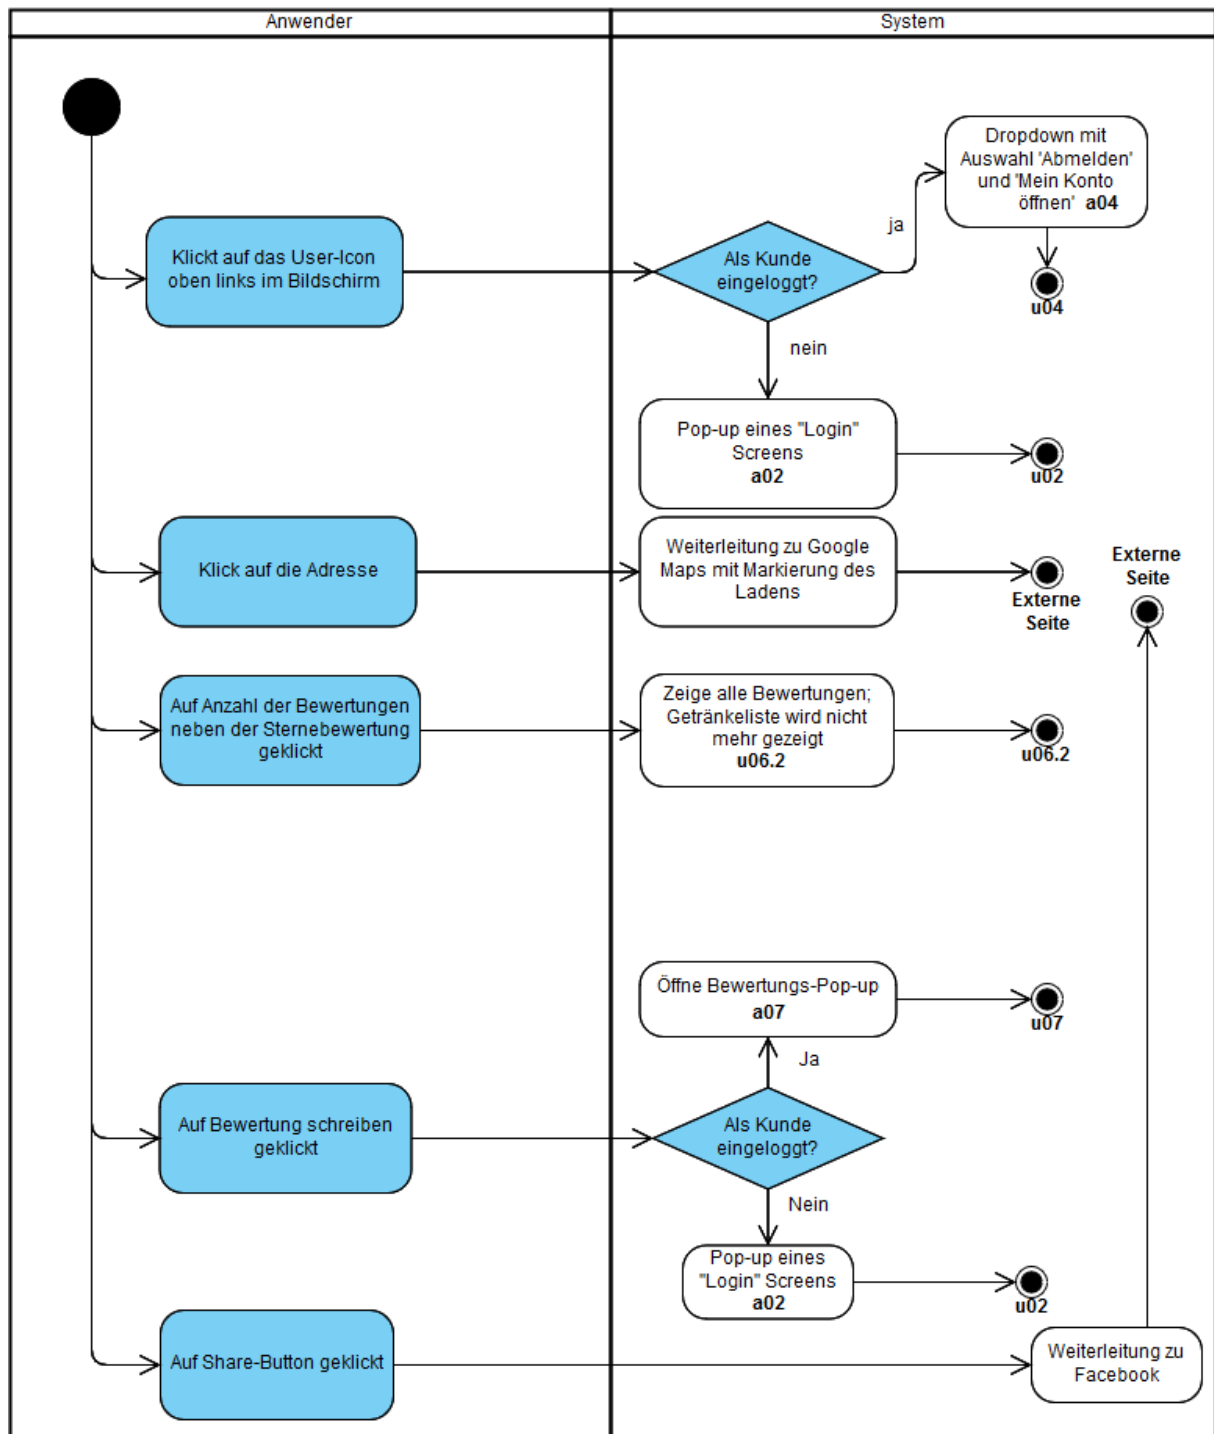 Anwender
System
Dropdown mit
Auswahl 'Abmelden'
und 'Mein Konto
öffnen' a04
ja
u04
Klickt auf das User-Icon
oben links im Bildschirm
Als Kunde
eingeloggt?
nein
Pop-up eines "Login"
Screens
a02
u02
Klick auf die Adresse
Weiterleitung zu Google
Maps mit Markierung des
Ladens
Externe
Seite
Externe
Seite
Auf Anzahl der Bewertungen
neben der Sternebewertung
geklickt
Zeige alle Bewertungen;
Getränkeliste wird nicht
mehr gezeigt
u06.2
u06.2
Öffne Bewertungs-Pop-up
a07
u07
Ja
Auf Bewertung schreiben
geklickt
Als Kunde
eingeloggt?
Nein
Pop-up eines
"Login" Screens
a02
u02
Auf Share-Button geklickt
Weiterleitung zu
Facebook